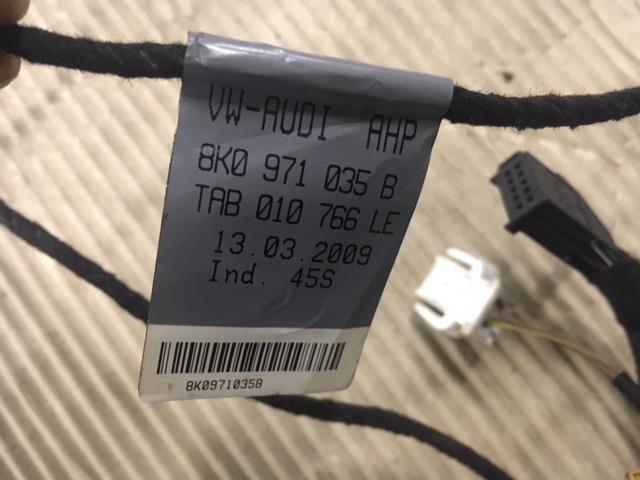 VW-AUDI AHP
8K0 971 035 B
TAB 010 766 LE
13.03.2009
Ind. 45S
8K0971035B